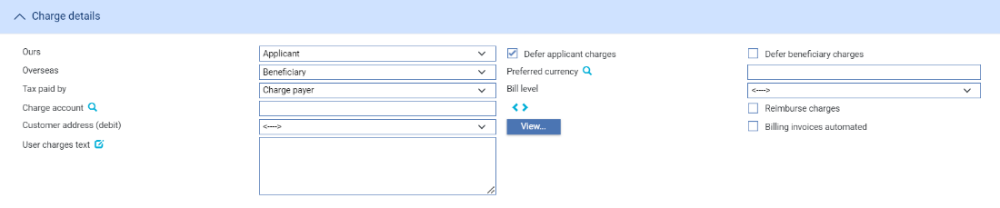 Charge details
Ours Applicant Defer applicant charges Defer beneficiary charges
Overseas Beneficiary Preferred currency
Tax paid by Charge payer Bill level <---->
Charge account Reimburse charges
Customer address (debit) <----> View... Billing invoices automated
User charges text